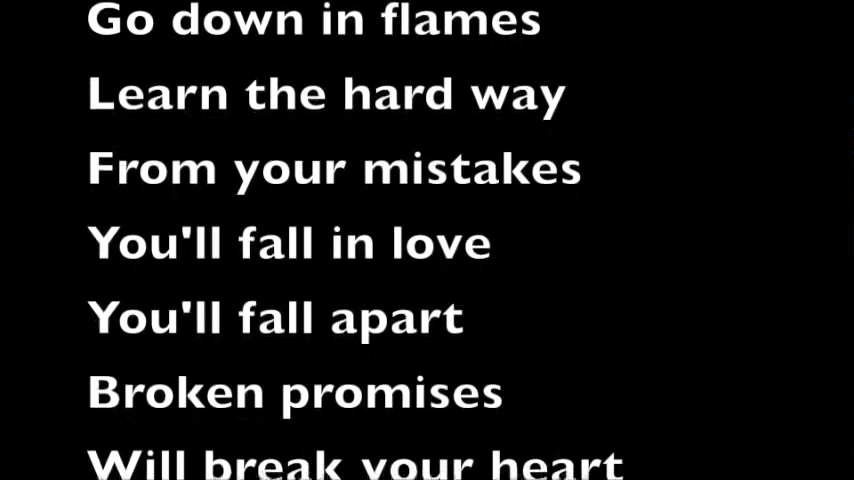 Go down in flames
Learn the hard way
From your mistakes
You'll fall in love
You'll fall apart
Broken promises
Will break your heart